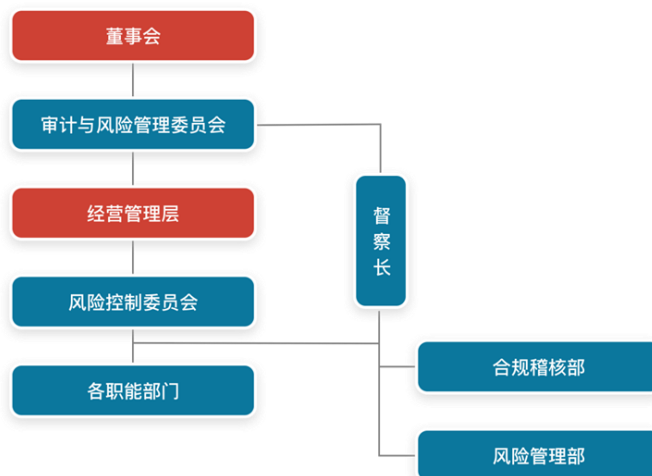 董事会
审计与风险管理委员会
经营管理层
督察长
风险控制委员会
合规稽核部
各职能部门
风险管理部